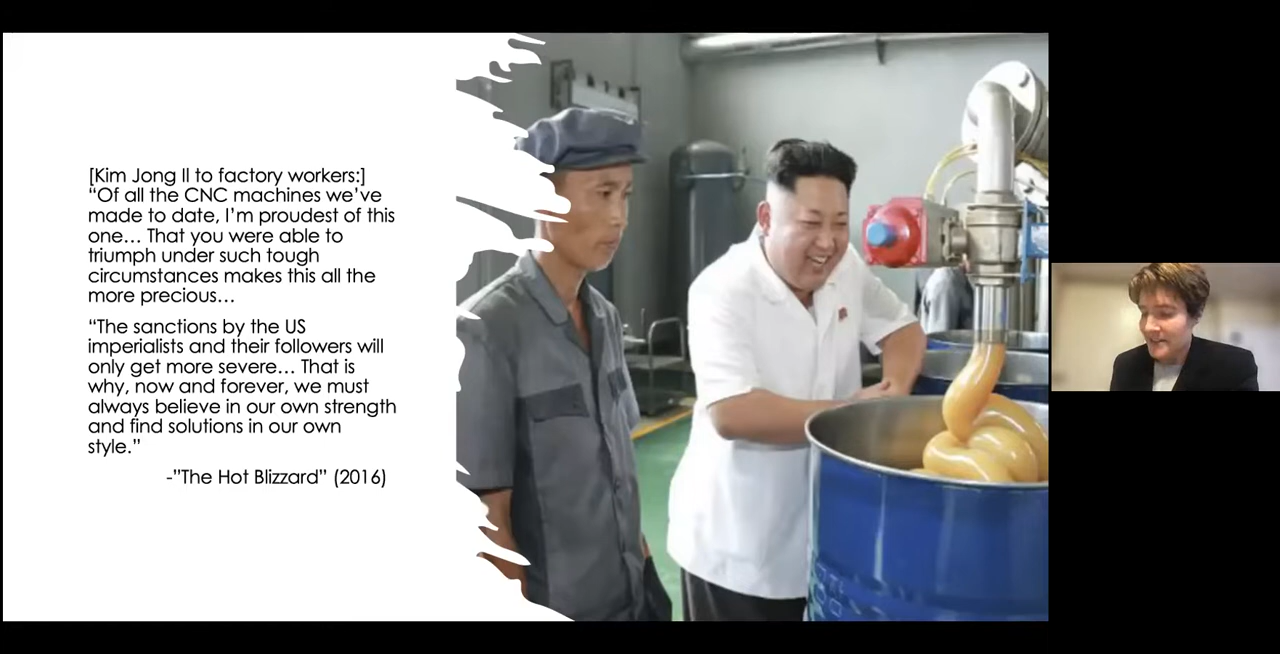 [Kim Jong Il to factory workers:]
“Of all the CNC machines we’ve
made to date, I’m proudest of this
one… That you were able to
triumph under such tough
circumstances makes this all the
more precious…
“The sanctions by the US
imperialists and their followers will
only get more severe… That is
why, now and forever, we must
always believe in our own strength
and find solutions in our own
style.”
-”The Hot Blizzard” (2016)